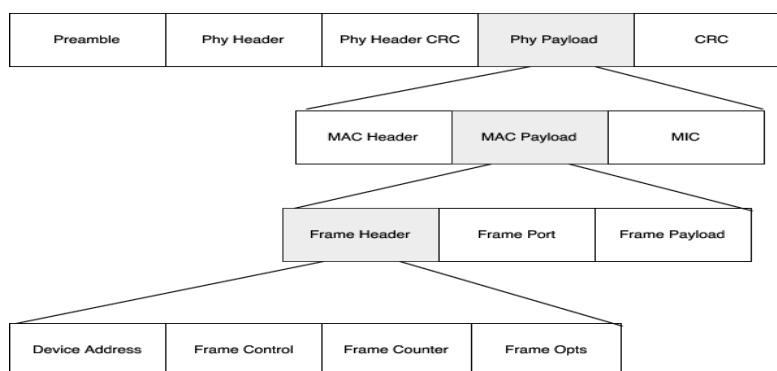 Preamble
Phy Header
Phy Header CRC
Phy Payload
CRC
MAC Header
MAC Payload
MIC
Frame Header
Frame Port
Frame Payload
Device Address
Frame Control
Frame Counter
Frame Opts